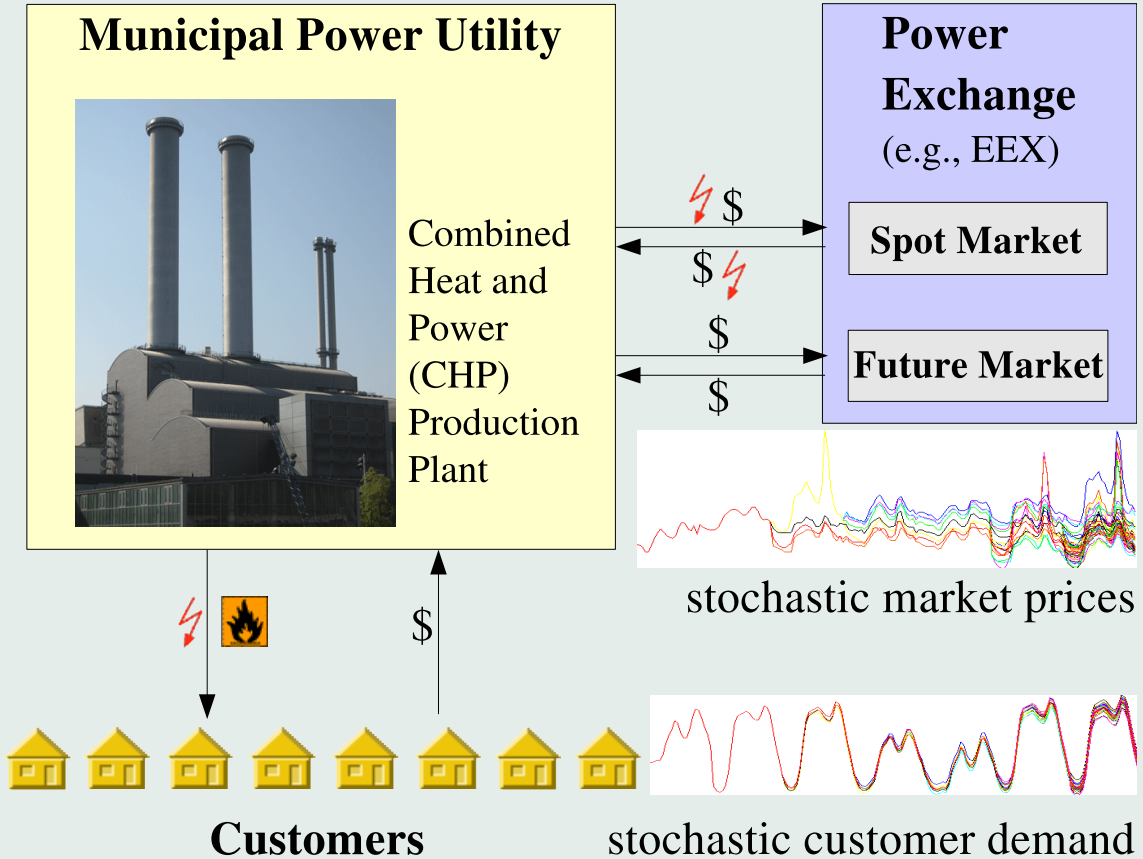 Municipal Power Utility
Combined
Heat and
Power
(CHP)
Production
Plant
Power
Exchange
(e.g., EEX)
$
Spot Market
$
$
Future Market
$
stochastic market prices
$
Customers
stochastic customer demand